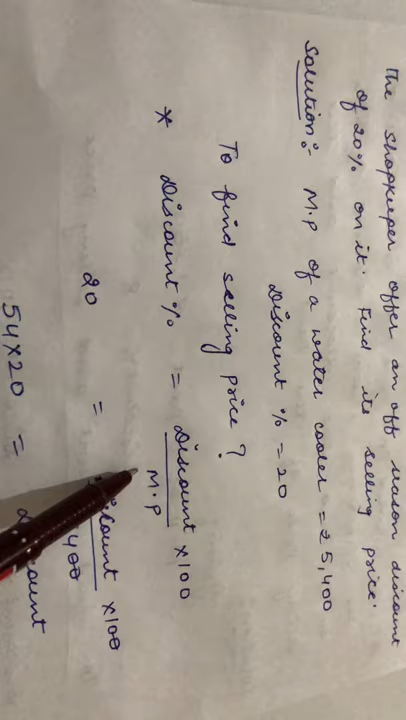 The shopkeeper offer an off season discount
of 20% on it. Find its selling price.
Solution:- M.P of a water cooler = ₹5,400
Discount % = 20
To find selling price?
* Discount % = Discount × 100
M.P
20 = × 100
400
54×20 =